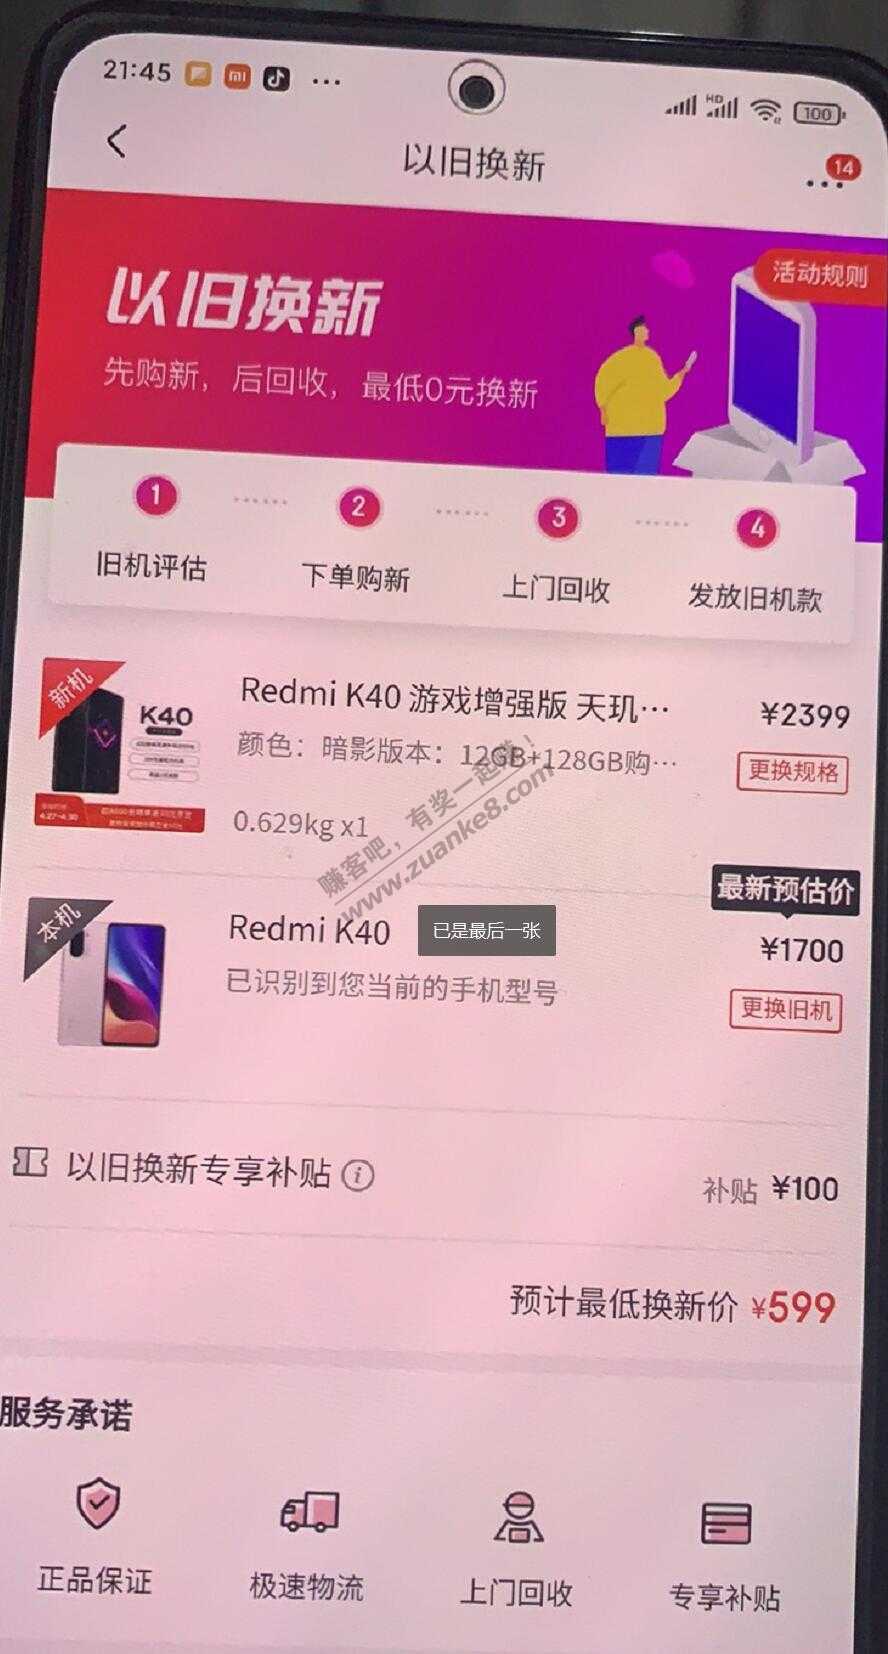 21:45
HD
100
以旧换新
14
活动规则
以旧换新
先购新，后回收，最低0元换新
1
2
3
4
旧机评估
下单购新
上门回收
发放旧机款
新机
K40
4.27-4.30
Redmi K40 游戏增强版 天玑…
¥2399
颜色：暗影版本：12GB+128GB购…
更换规格
0.629kg x1
赚客吧，有奖一起赚！
www.zuanke8.com
最新预估价
本机
Redmi K40
已是最后一张
¥1700
已识别到您当前的手机型号
更换旧机
以旧换新专享补贴
补贴 ¥100
预计最低换新价 ¥599
服务承诺
正品保证
极速物流
上门回收
专享补贴